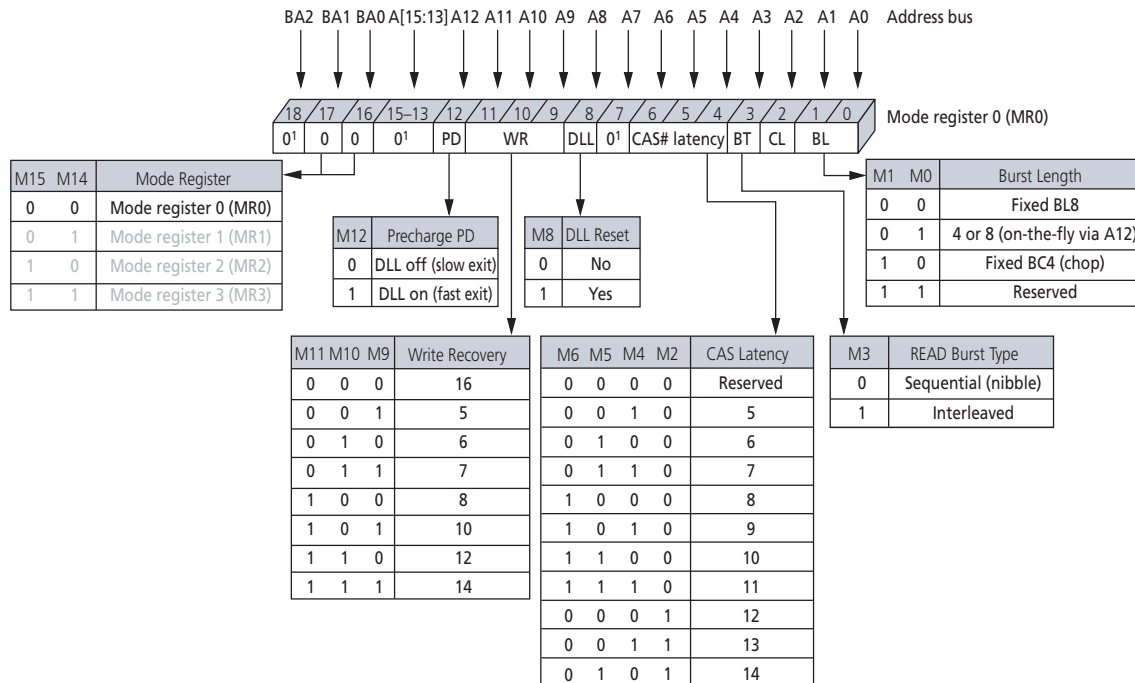 BA2 BA1 BA0 A[15:13] A12 A11 A10 A9 A8 A7 A6 A5 A4 A3 A2 A1 A0 Address bus
18 17 16 15–13 12 11 10 9 8 7 6 5 4 3 2 1 0
Mode register 0 (MR0)
0¹ 0 0 0¹ PD WR DLL 0¹ CAS# latency BT CL BL
M15 M14 Mode Register
0 0 Mode register 0 (MR0)
0 1 Mode register 1 (MR1)
1 0 Mode register 2 (MR2)
1 1 Mode register 3 (MR3)
M12 Precharge PD
0 DLL off (slow exit)
1 DLL on (fast exit)
M8 DLL Reset
0 No
1 Yes
M1 M0 Burst Length
0 0 Fixed BL8
0 1 4 or 8 (on-the-fly via A12)
1 0 Fixed BC4 (chop)
1 1 Reserved
M11 M10 M9 Write Recovery
0 0 0 16
0 0 1 5
0 1 0 6
0 1 1 7
1 0 0 8
1 0 1 10
1 1 0 12
1 1 1 14
M6 M5 M4 M2 CAS Latency
0 0 0 0 Reserved
0 0 1 0 5
0 1 0 0 6
0 1 1 0 7
1 0 0 0 8
1 0 1 0 9
1 1 0 0 10
1 1 1 0 11
0 0 0 1 12
0 0 1 1 13
0 1 0 1 14
M3 READ Burst Type
0 Sequential (nibble)
1 Interleaved